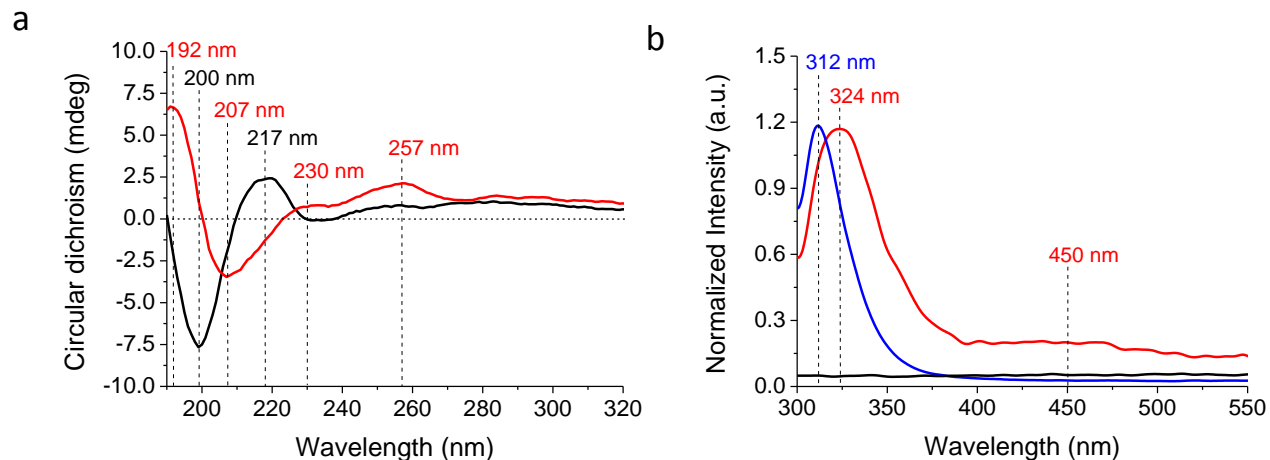 a
Circular dichroism (mdeg)
10.0
7.5
5.0
2.5
0.0
-2.5
-5.0
-7.5
-10.0
192 nm
200 nm
207 nm
217 nm
230 nm
257 nm
200 220 240 260 280 300 320
Wavelength (nm)
b
Normalized Intensity (a.u.)
1.5
1.2
0.9
0.6
0.3
0.0
312 nm
324 nm
450 nm
300 350 400 450 500 550
Wavelength (nm)